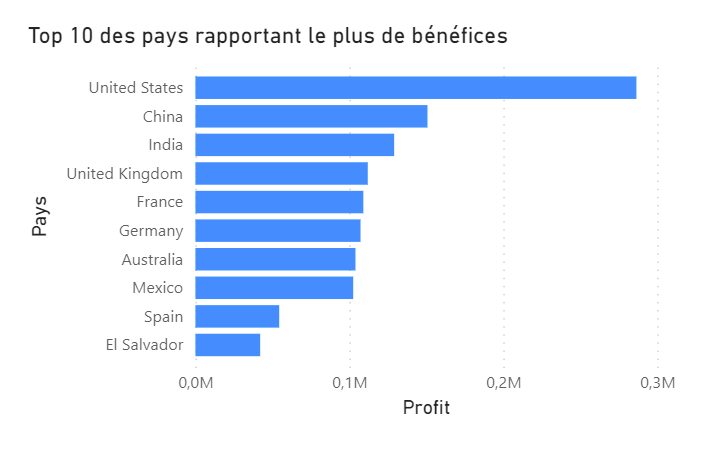 Top 10 des pays rapportant le plus de bénéfices
Pays
United States
China
India
United Kingdom
France
Germany
Australia
Mexico
Spain
El Salvador
0,0M 0,1M 0,2M 0,3M
Profit